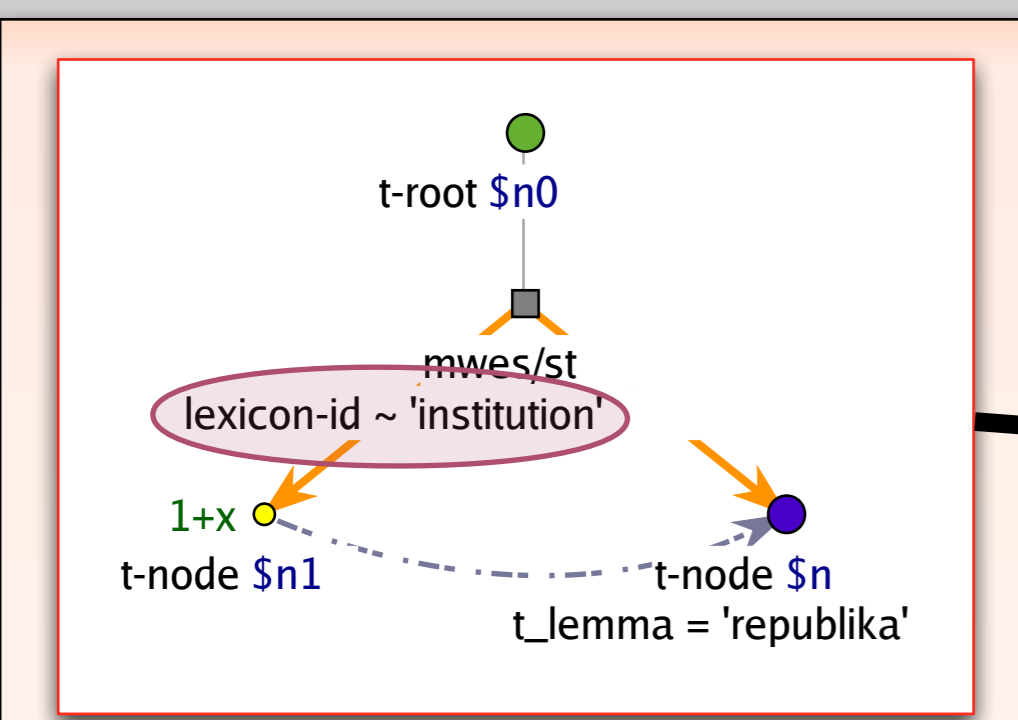 t-root $n0
mwes/st
lexicon-id ~ 'institution'
1+x
t-node $n1
t-node $n
t_lemma = 'republika'